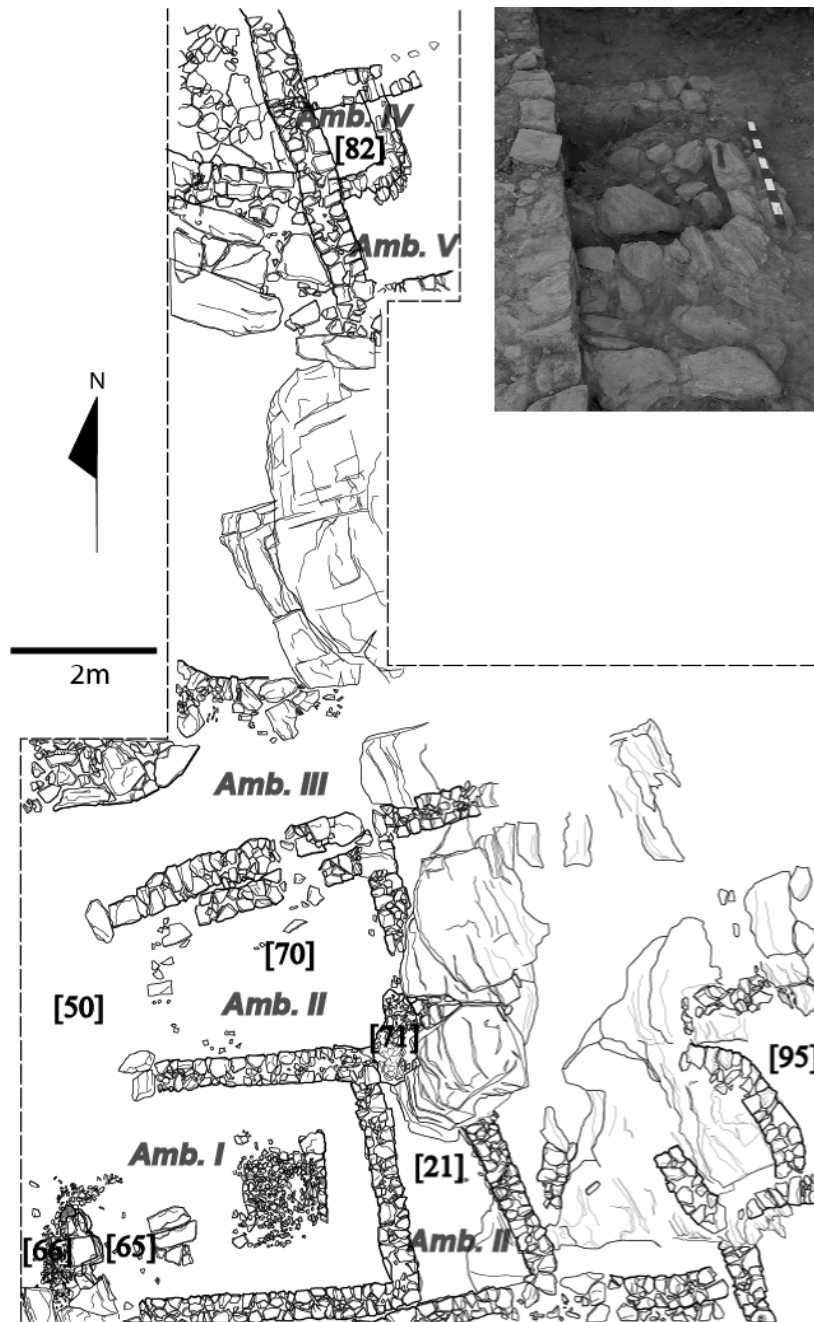 Amb. IV
[82]
Amb. V
N
2m
Amb. III
[70]
[50]
Amb. II
[71]
[95]
Amb. I
[21]
[66]
[65]
Amb. II